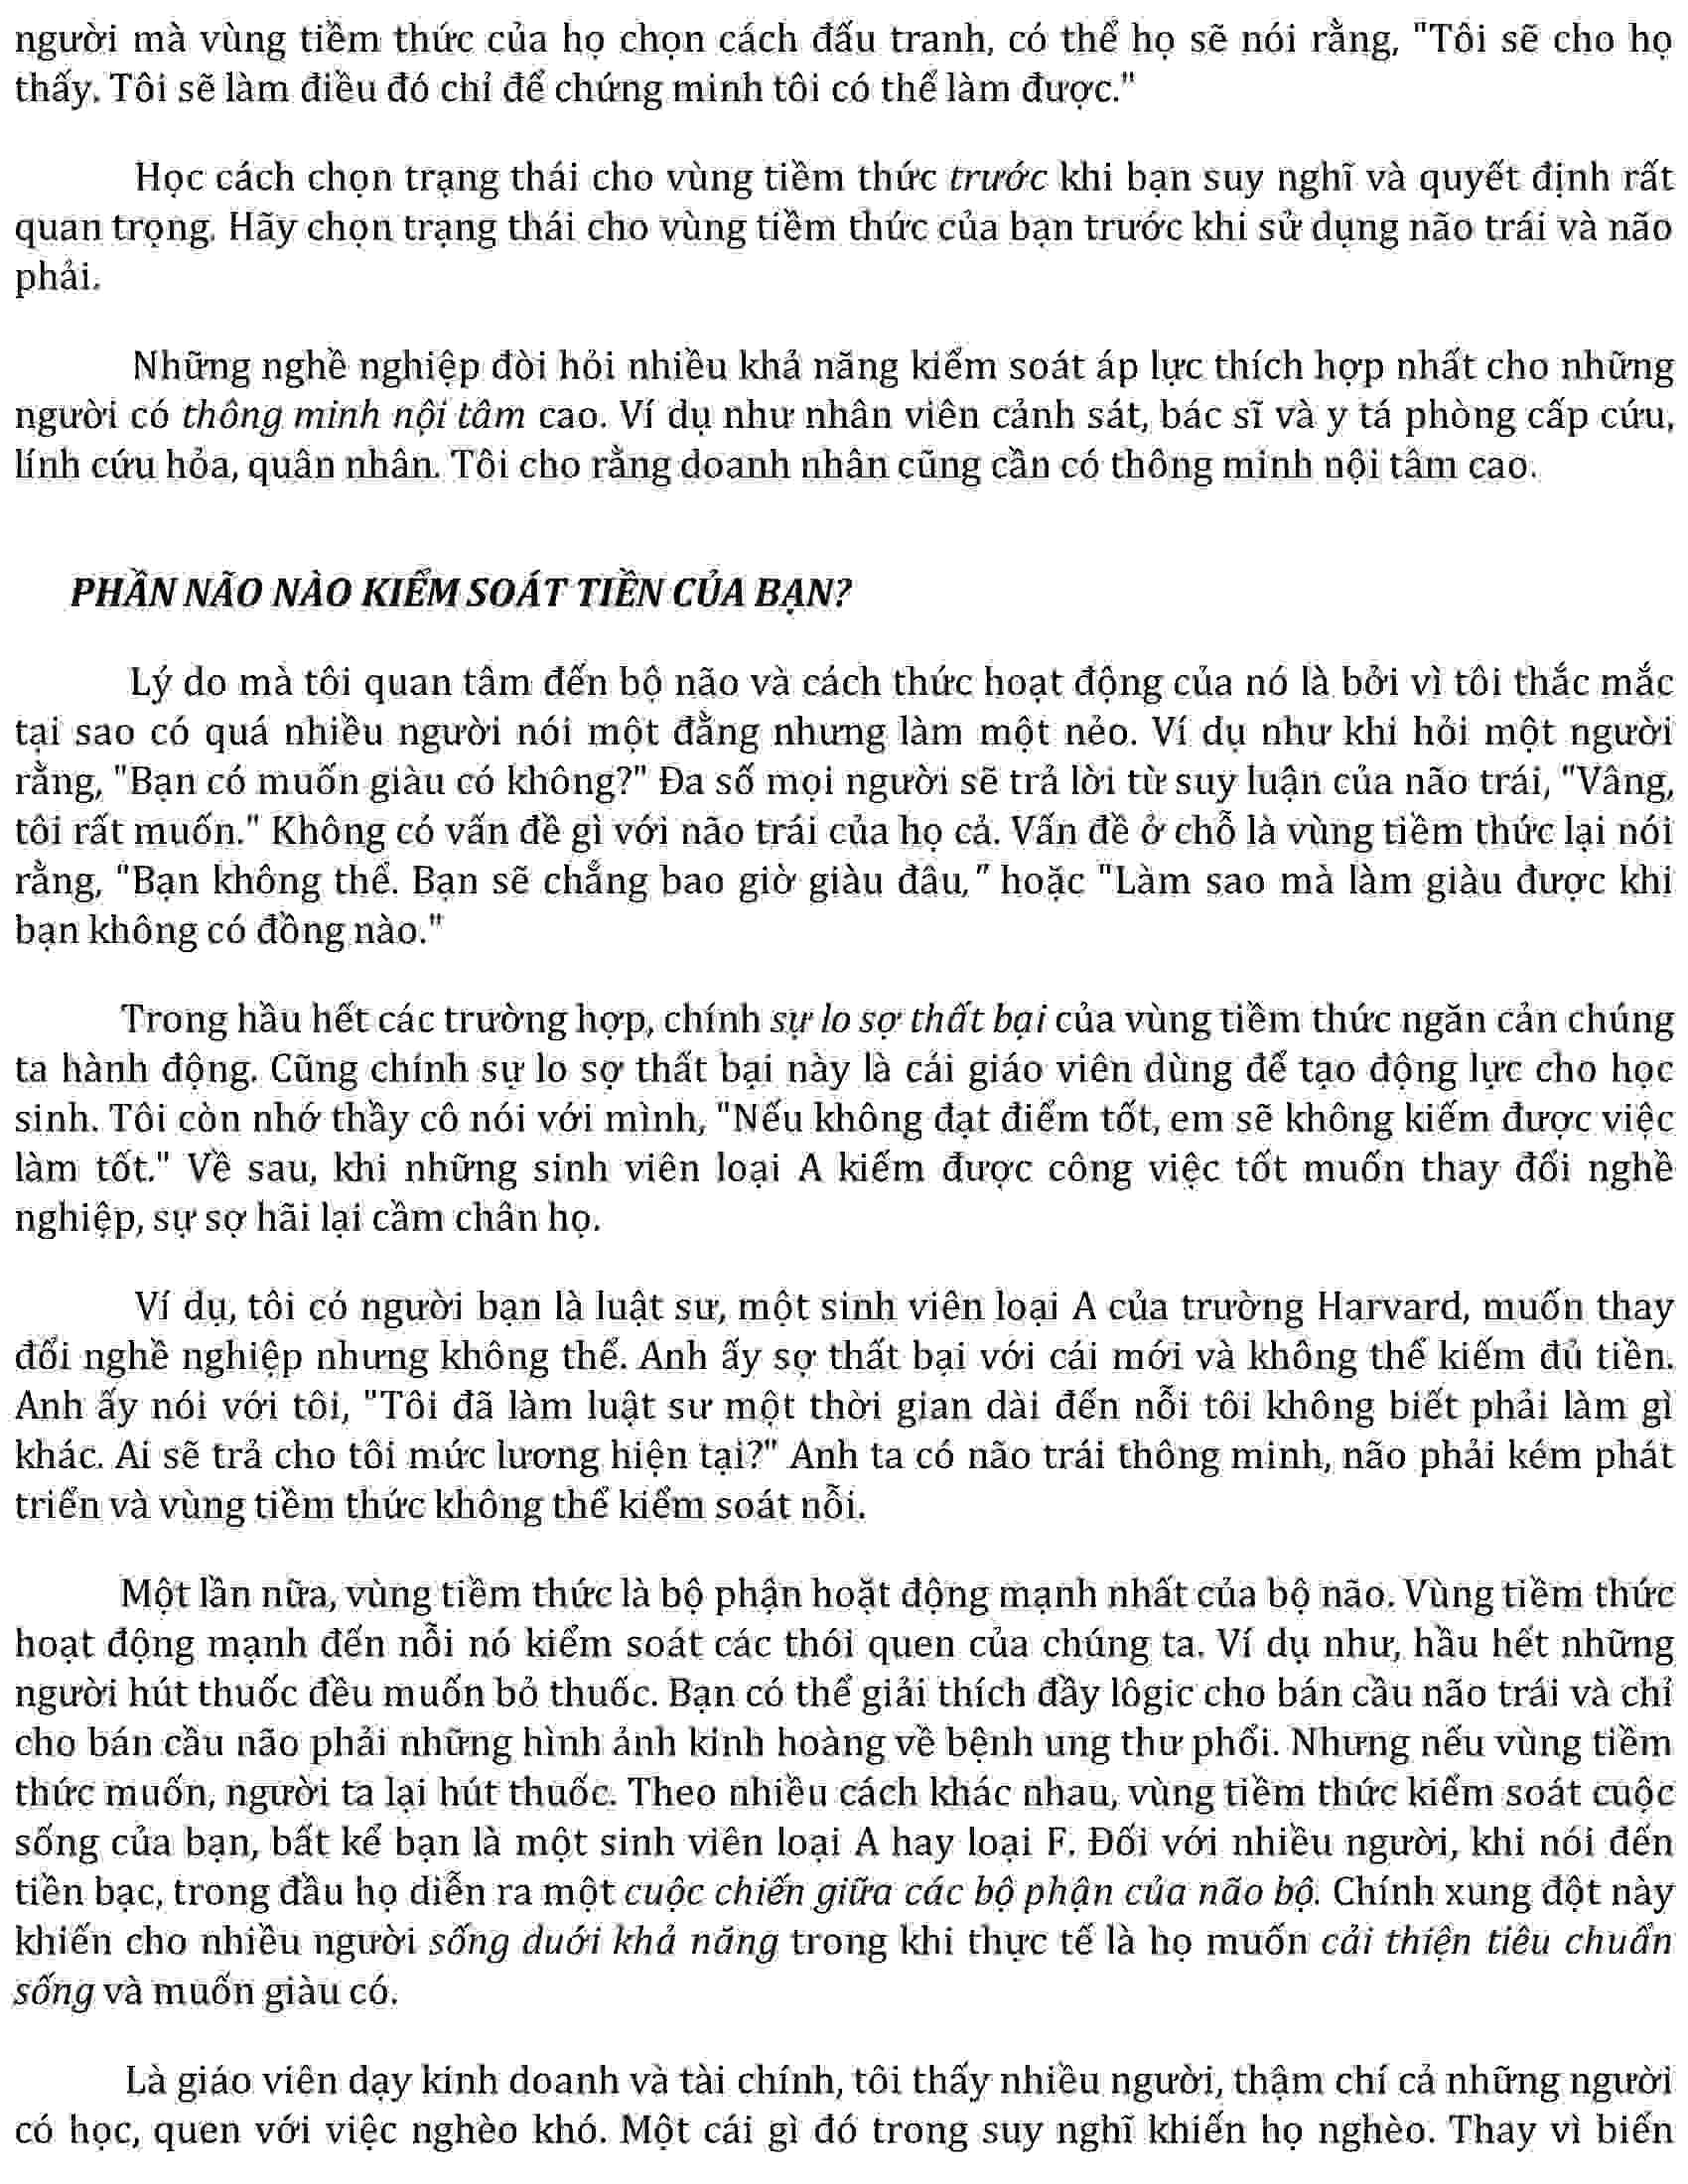 người mà vùng tiềm thức của họ chọn cách đấu tranh, có thể họ sẽ nói rằng, "Tôi sẽ cho họ
thấy. Tôi sẽ làm điều đó chỉ để chứng minh tôi có thể làm được."
Học cách chọn trạng thái cho vùng tiềm thức trước khi bạn suy nghĩ và quyết định rất
quan trọng. Hãy chọn trạng thái cho vùng tiềm thức của bạn trước khi sử dụng não trái và não
phải.
Những nghề nghiệp đòi hỏi nhiều khả năng kiểm soát áp lực thích hợp nhất cho những
người có thông minh nội tâm cao. Ví dụ như nhân viên cảnh sát, bác sĩ và y tá phòng cấp cứu,
lính cứu hỏa, quân nhân. Tôi cho rằng doanh nhân cũng cần có thông minh nội tâm cao.
PHẦN NÃO NÀO KIỂM SOÁT TIỀN CỦA BẠN?
Lý do mà tôi quan tâm đến bộ não và cách thức hoạt động của nó là bởi vì tôi thắc mắc
tại sao có quá nhiều người nói một đằng nhưng làm một nẻo. Ví dụ như khi hỏi một người
rằng, "Bạn có muốn giàu có không?" Đa số mọi người sẽ trả lời từ suy luận của não trái, "Vâng,
tôi rất muốn." Không có vấn đề gì với não trái của họ cả. Vấn đề ở chỗ là vùng tiềm thức lại nói
rằng, "Bạn không thể. Bạn sẽ chẳng bao giờ giàu đâu," hoặc "Làm sao mà làm giàu được khi
bạn không có đồng nào."
Trong hầu hết các trường hợp, chính sự lo sợ thất bại của vùng tiềm thức ngăn cản chúng
ta hành động. Cũng chính sự lo sợ thất bại này là cái giáo viên dùng để tạo động lực cho học
sinh. Tôi còn nhớ thầy cô nói với mình, "Nếu không đạt điểm tốt, em sẽ không kiếm được việc
làm tốt." Về sau, khi những sinh viên loại A kiếm được công việc tốt muốn thay đổi nghề
nghiệp, sự sợ hãi lại cầm chân họ.
Ví dụ, tôi có người bạn là luật sư, một sinh viên loại A của trường Harvard, muốn thay
đổi nghề nghiệp nhưng không thể. Anh ấy sợ thất bại với cái mới và không thể kiếm đủ tiền.
Anh ấy nói với tôi, "Tôi đã làm luật sư một thời gian dài đến nỗi tôi không biết phải làm gì
khác. Ai sẽ trả cho tôi mức lương hiện tại?" Anh ta có não trái thông minh, não phải kém phát
triển và vùng tiềm thức không thể kiểm soát nỗi.
Một lần nữa, vùng tiềm thức là bộ phận hoặt động mạnh nhất của bộ não. Vùng tiềm thức
hoạt động mạnh đến nỗi nó kiểm soát các thói quen của chúng ta. Ví dụ như, hầu hết những
người hút thuốc đều muốn bỏ thuốc. Bạn có thể giải thích đầy lôgic cho bán cầu não trái và chỉ
cho bán cầu não phải những hình ảnh kinh hoàng về bệnh ung thư phổi. Nhưng nếu vùng tiềm
thức muốn, người ta lại hút thuốc. Theo nhiều cách khác nhau, vùng tiềm thức kiểm soát cuộc
sống của bạn, bất kể bạn là một sinh viên loại A hay loại F. Đối với nhiều người, khi nói đến
tiền bạc, trong đầu họ diễn ra một cuộc chiến giữa các bộ phận của não bộ. Chính xung đột này
khiến cho nhiều người sống duới khả năng trong khi thực tế là họ muốn cải thiện tiêu chuẩn
sống và muốn giàu có.
Là giáo viên dạy kinh doanh và tài chính, tôi thấy nhiều người, thậm chí cả những người
có học, quen với việc nghèo khó. Một cái gì đó trong suy nghĩ khiến họ nghèo. Thay vì biến